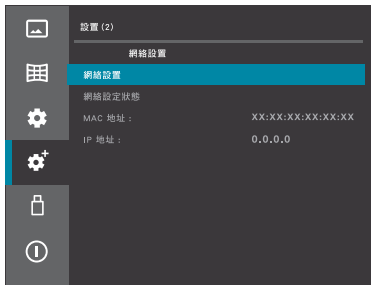 設置 (2)
網絡設置
網絡設置
網絡設定狀態
MAC 地址 : XX:XX:XX:XX:XX:XX
IP 地址 : 0.0.0.0